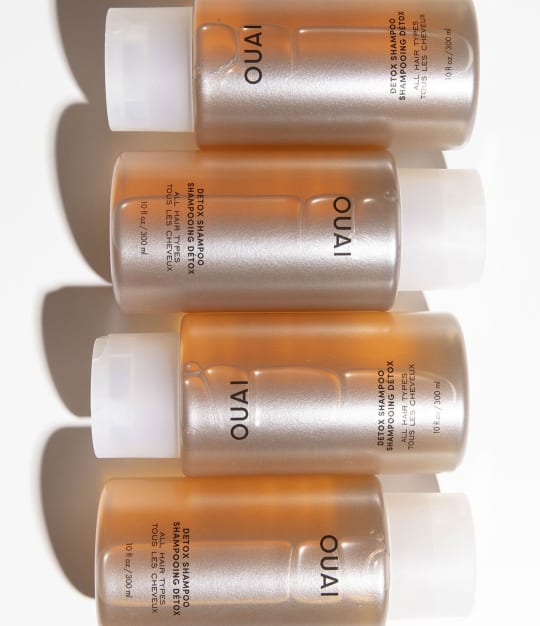 OUAI
DETOX SHAMPOO
SHAMPOOING DÉTOX
ALL HAIR TYPES
TOUS LES CHEVEUX
10 fl oz / 300 ml
OUAI
DETOX SHAMPOO
SHAMPOOING DÉTOX
ALL HAIR TYPES
TOUS LES CHEVEUX
10 fl oz / 300 ml
OUAI
DETOX SHAMPOO
SHAMPOOING DÉTOX
ALL HAIR TYPES
TOUS LES CHEVEUX
10 fl oz / 300 ml
OUAI
DETOX SHAMPOO
SHAMPOOING DÉTOX
ALL HAIR TYPES
TOUS LES CHEVEUX
10 fl oz / 300 ml